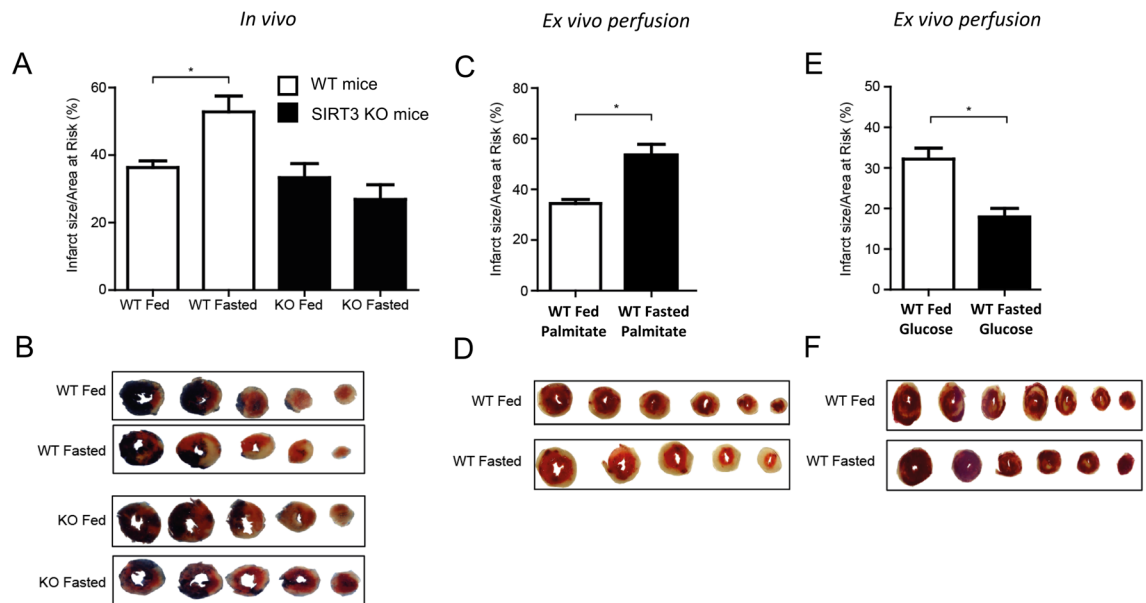 In vivo
Ex vivo perfusion
Ex vivo perfusion
A
Infarct size/Area at Risk (%)
60
40
20
0
*
WT mice
SIRT3 KO mice
WT Fed
WT Fasted
KO Fed
KO Fasted
C
Infarct size/Area at Risk (%)
80
60
40
20
0
*
WT Fed
Palmitate
WT Fasted
Palmitate
E
Infarct size/Area at Risk (%)
50
40
30
20
10
0
*
WT Fed
Glucose
WT Fasted
Glucose
B
WT Fed
WT Fasted
KO Fed
KO Fasted
D
WT Fed
WT Fasted
F
WT Fed
WT Fasted